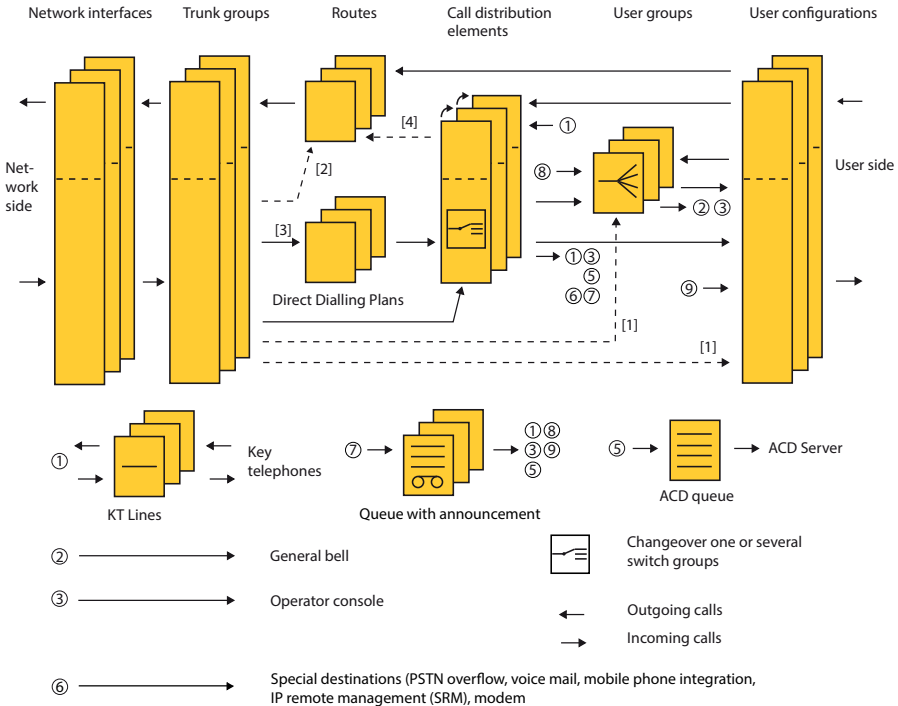 Network interfaces
Trunk groups
Routes
Call distribution
elements
User groups
User configurations
[4]
①
Net-
work
side
[2]
⑧
User side
② ③
[3]
①③
⑤
⑥⑦
⑨
Direct Dialling Plans
[1]
[1]
①
Key
telephones
KT Lines
⑦
①⑧
③⑨
⑤
Queue with announcement
⑤
ACD Server
ACD queue
②
General bell
Changeover one or several
switch groups
③
Operator console
Outgoing calls
Incoming calls
⑥
Special destinations (PSTN overflow, voice mail, mobile phone integration,
IP remote management (SRM), modem